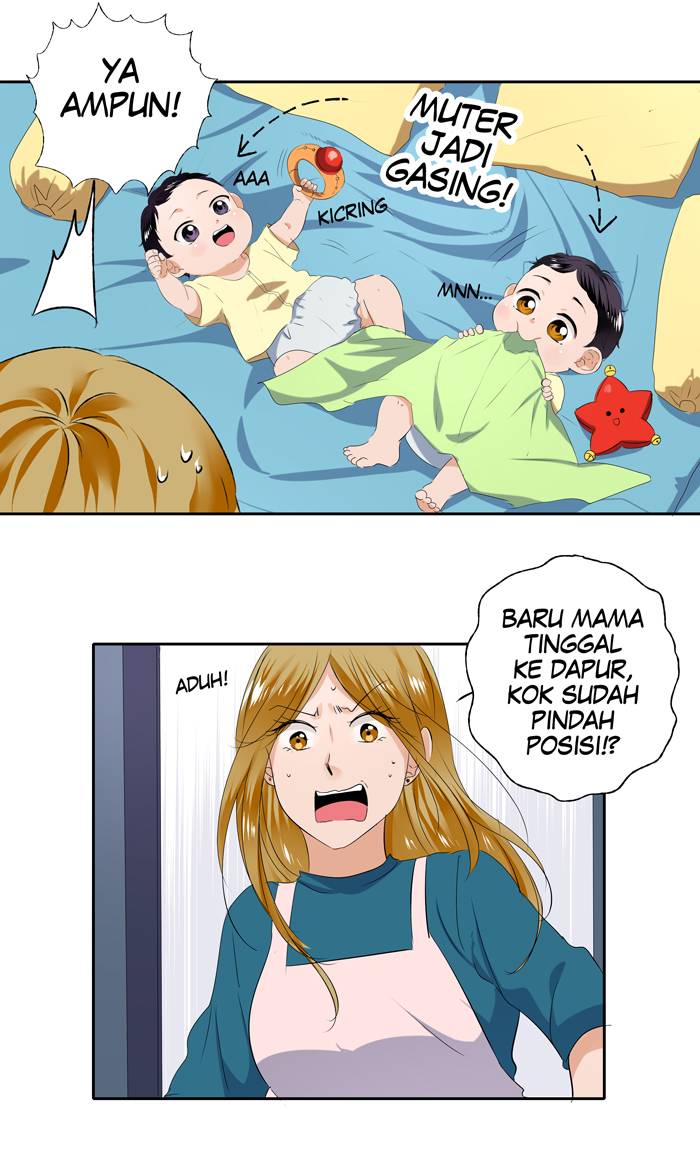 YA
AMPUN!
MUTER
JADI
GASING!
AAA
KICRING
MNN...
BARU MAMA
TINGGAL
KE DAPUR,
KOK SUDAH
PINDAH
POSISI!?
ADUH!